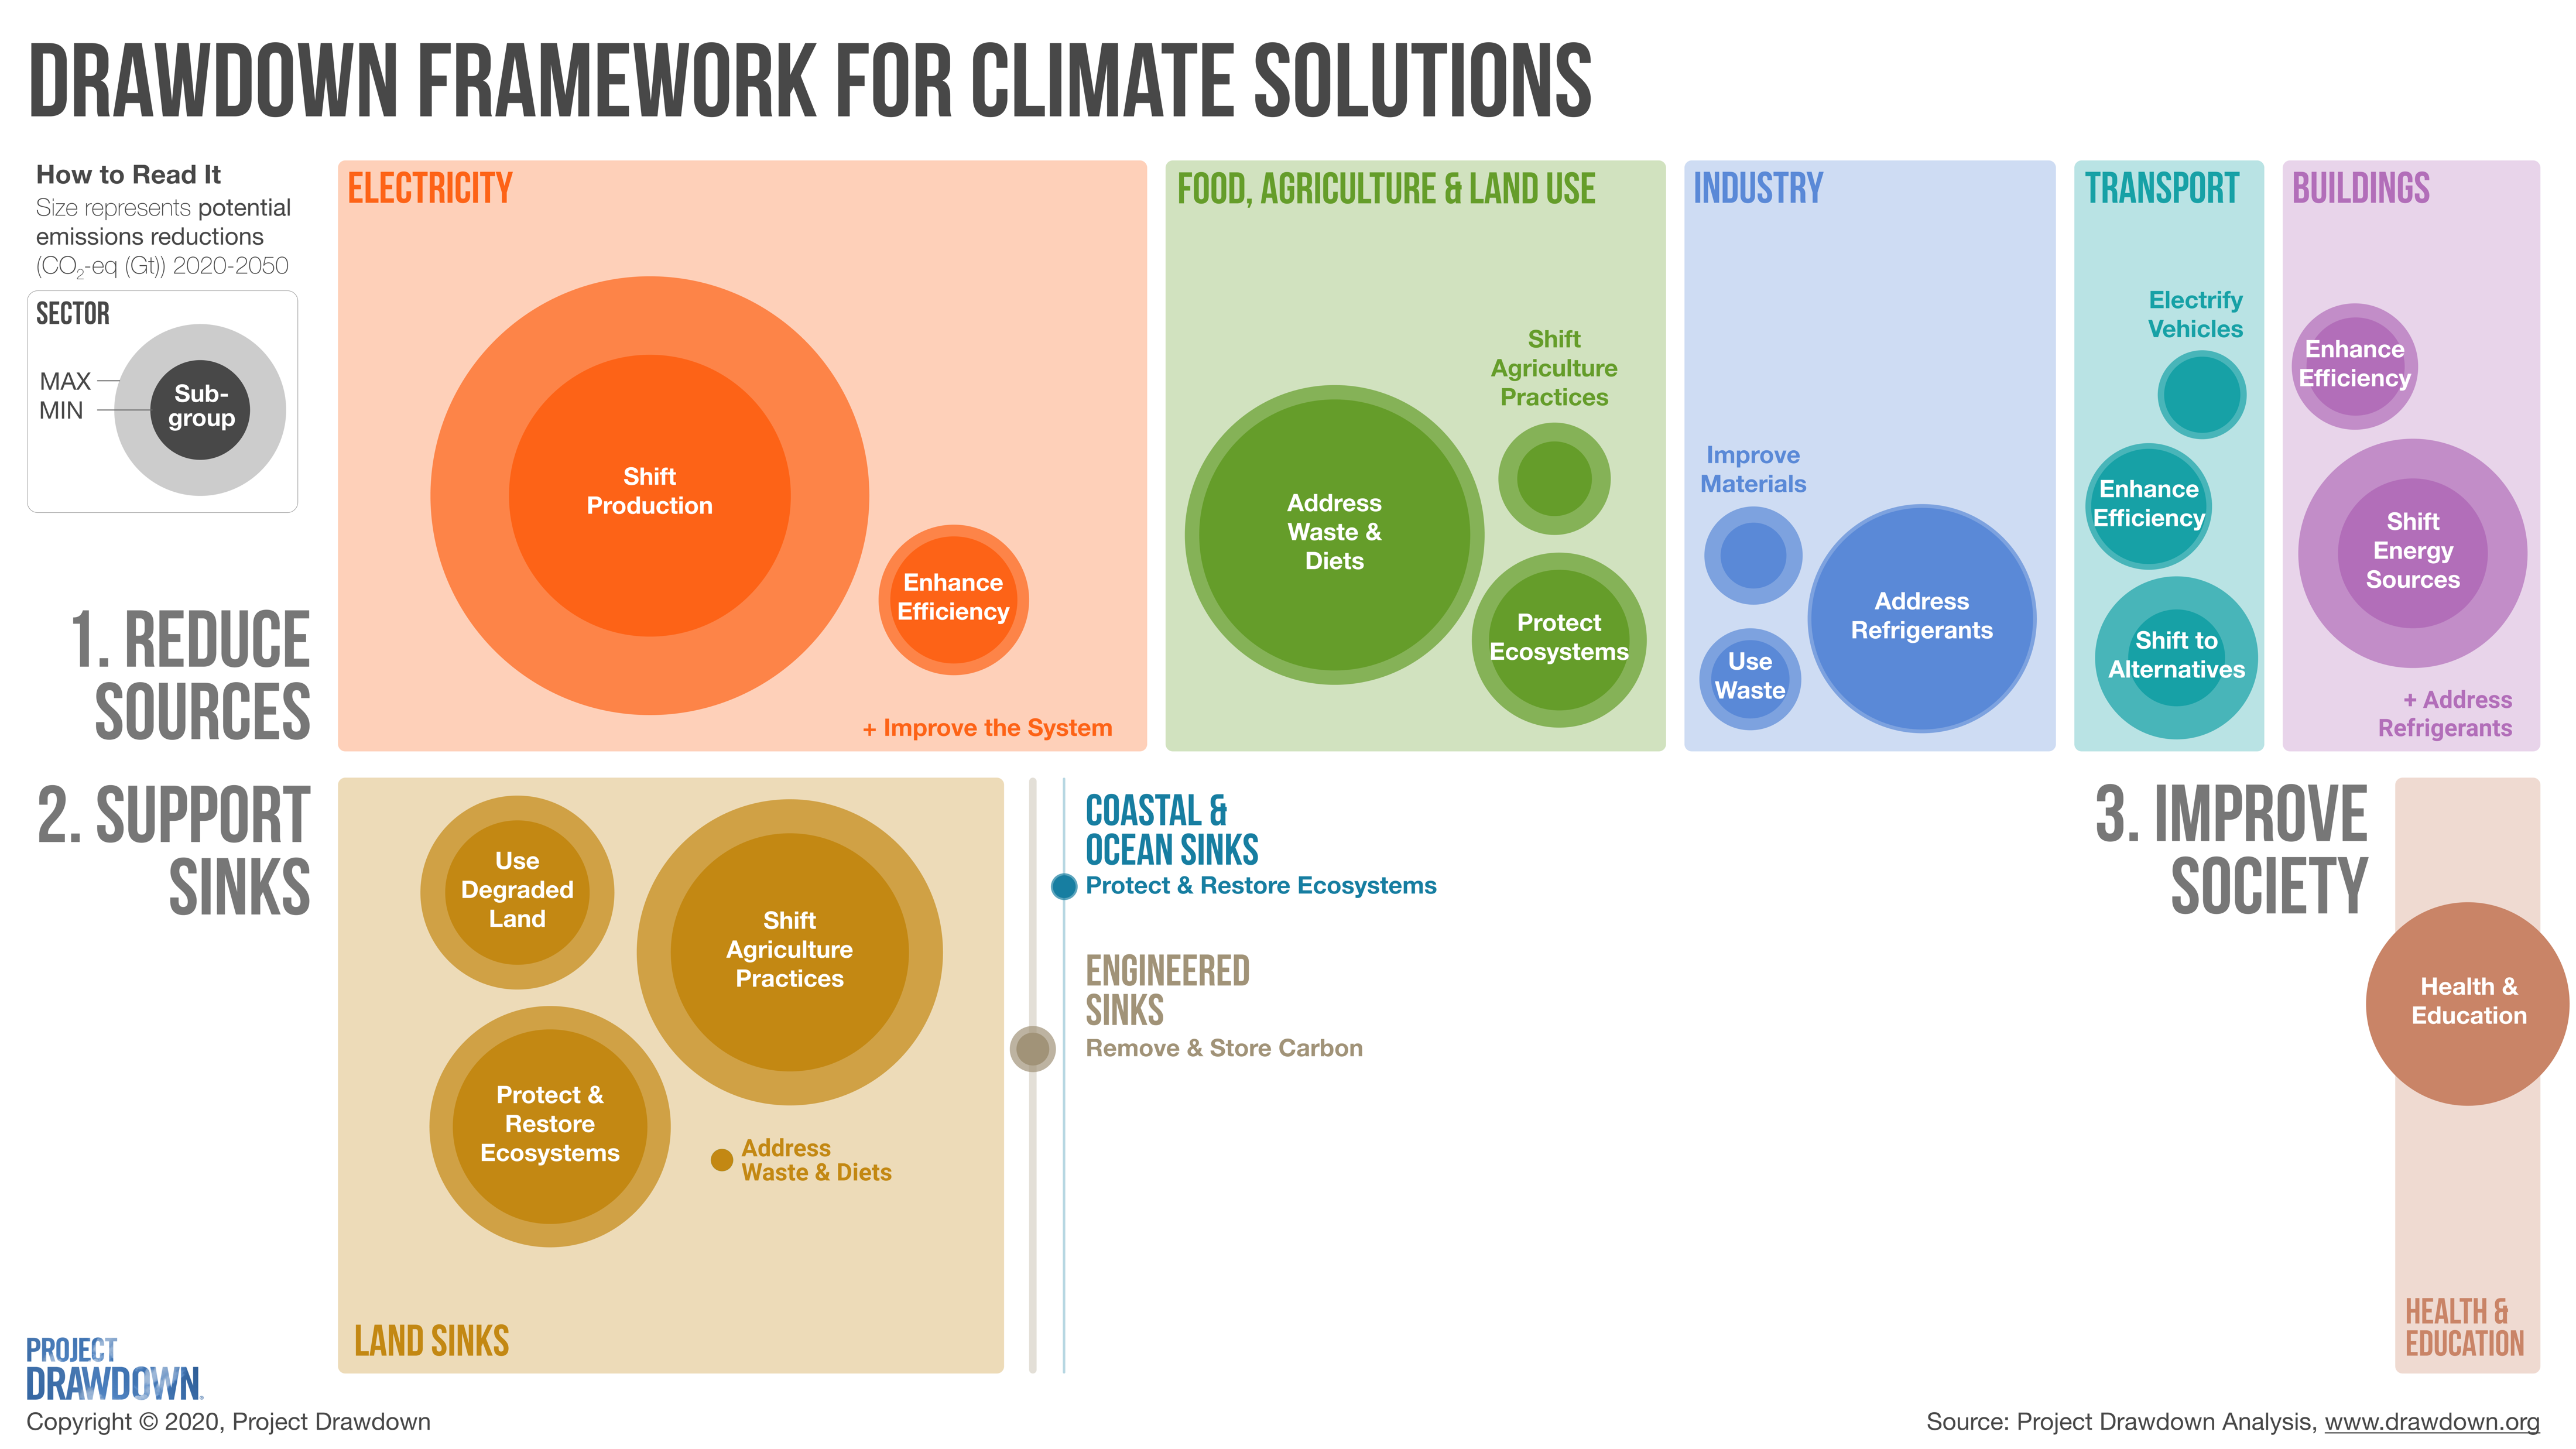 DRAWDOWN FRAMEWORK FOR CLIMATE SOLUTIONS
How to Read It
Size represents potential
emissions reductions
(CO2-eq (Gt)) 2020-2050
SECTOR
MAX
MIN
Sub-
group
1. REDUCE
SOURCES
ELECTRICITY
Shift
Production
Enhance
Efficiency
+ Improve the System
FOOD, AGRICULTURE & LAND USE
Address
Waste &
Diets
Shift
Agriculture
Practices
Protect
Ecosystems
INDUSTRY
Improve
Materials
Use
Waste
Address
Refrigerants
TRANSPORT
Electrify
Vehicles
Enhance
Efficiency
Shift to
Alternatives
BUILDINGS
Enhance
Efficiency
Shift
Energy
Sources
+ Address
Refrigerants
2. SUPPORT
SINKS
Use
Degraded
Land
Shift
Agriculture
Practices
Protect &
Restore
Ecosystems
Address
Waste & Diets
LAND SINKS
COASTAL &
OCEAN SINKS
Protect & Restore Ecosystems
ENGINEERED
SINKS
Remove & Store Carbon
3. IMPROVE
SOCIETY
Health &
Education
HEALTH &
EDUCATION
PROJECT
DRAWDOWN®
Copyright © 2020, Project Drawdown
Source: Project Drawdown Analysis, www.drawdown.org